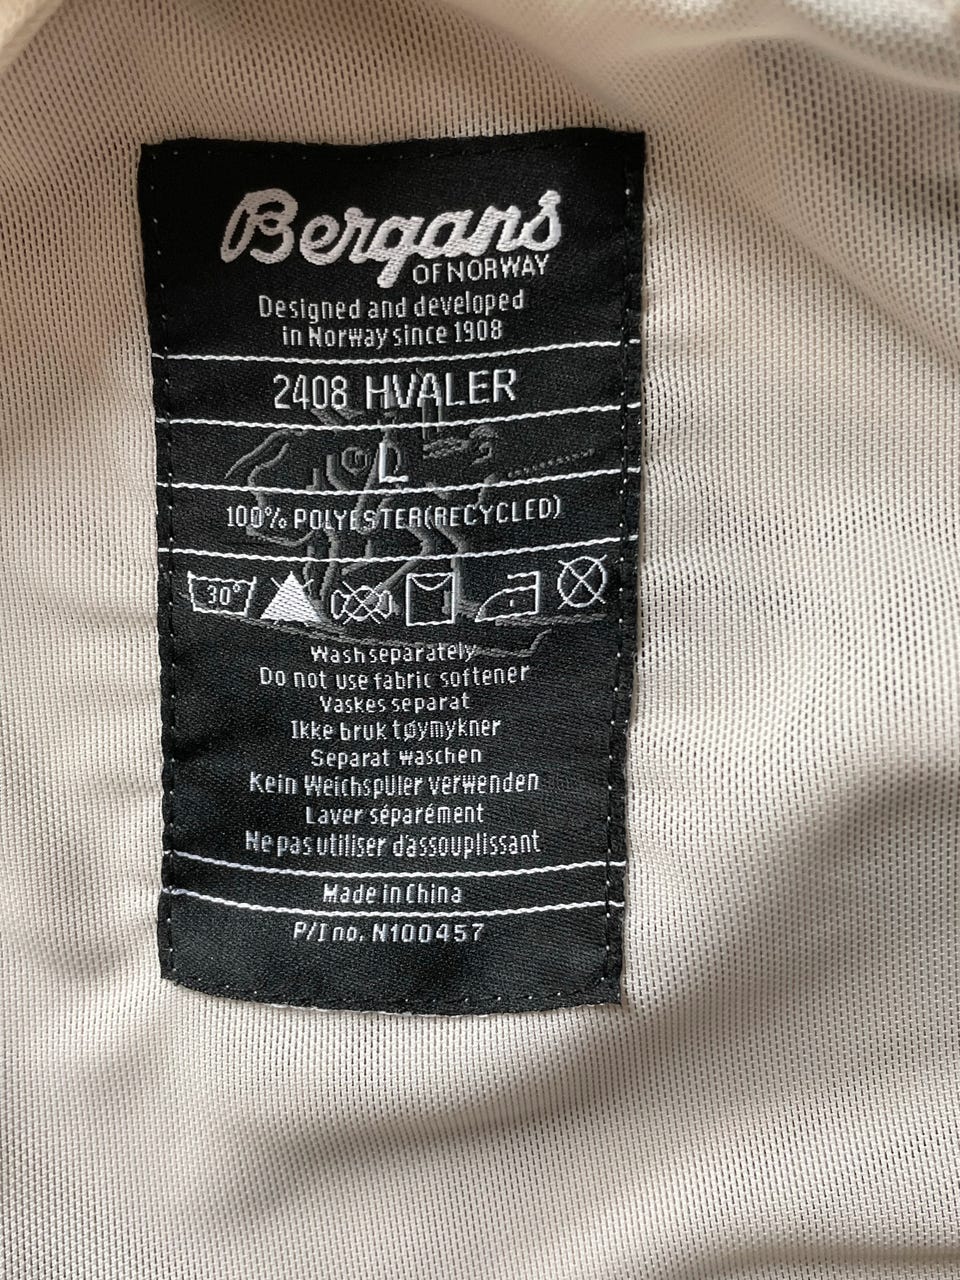 Bergans
OF NORWAY
Designed and developed
in Norway since 1908
2408 HVALER
L
100% POLYESTER(RECYCLED)
30°
Wash separately
Do not use fabric softener
Vaskes separat
Ikke bruk tøymykner
Separat waschen
Kein Weichspüler verwenden
Laver séparément
Ne pas utiliser d'assouplissant
Made in China
P/I no. N100457